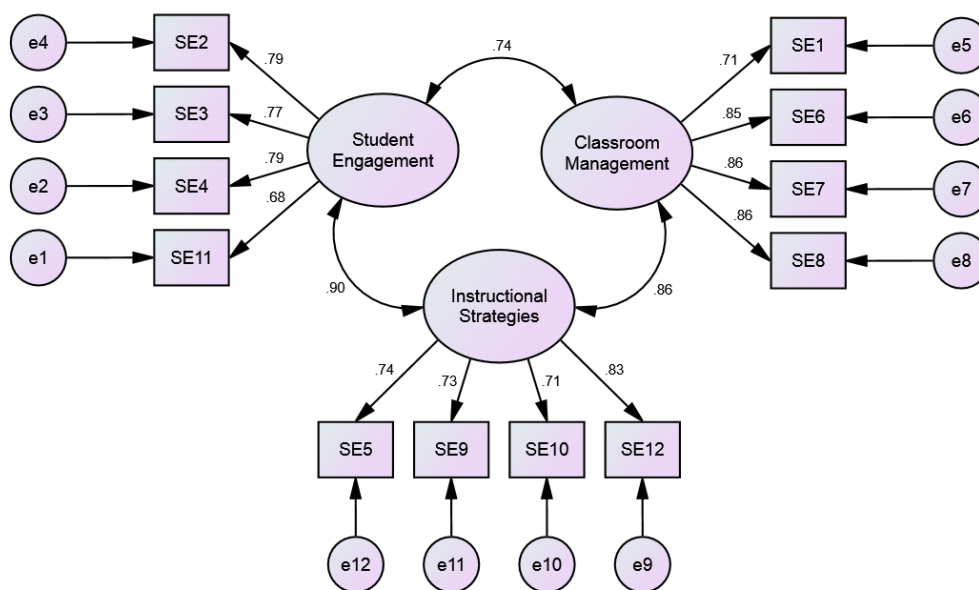 e4
SE2
.79
e3
SE3
.77
e2
SE4
.79
e1
SE11
.68
Student
Engagement
.74
Classroom
Management
.71
SE1
e5
.85
SE6
e6
.86
SE7
e7
.86
SE8
e8
.90
Instructional
Strategies
.86
.74
.73
.71
.83
SE5
SE9
SE10
SE12
e12
e11
e10
e9